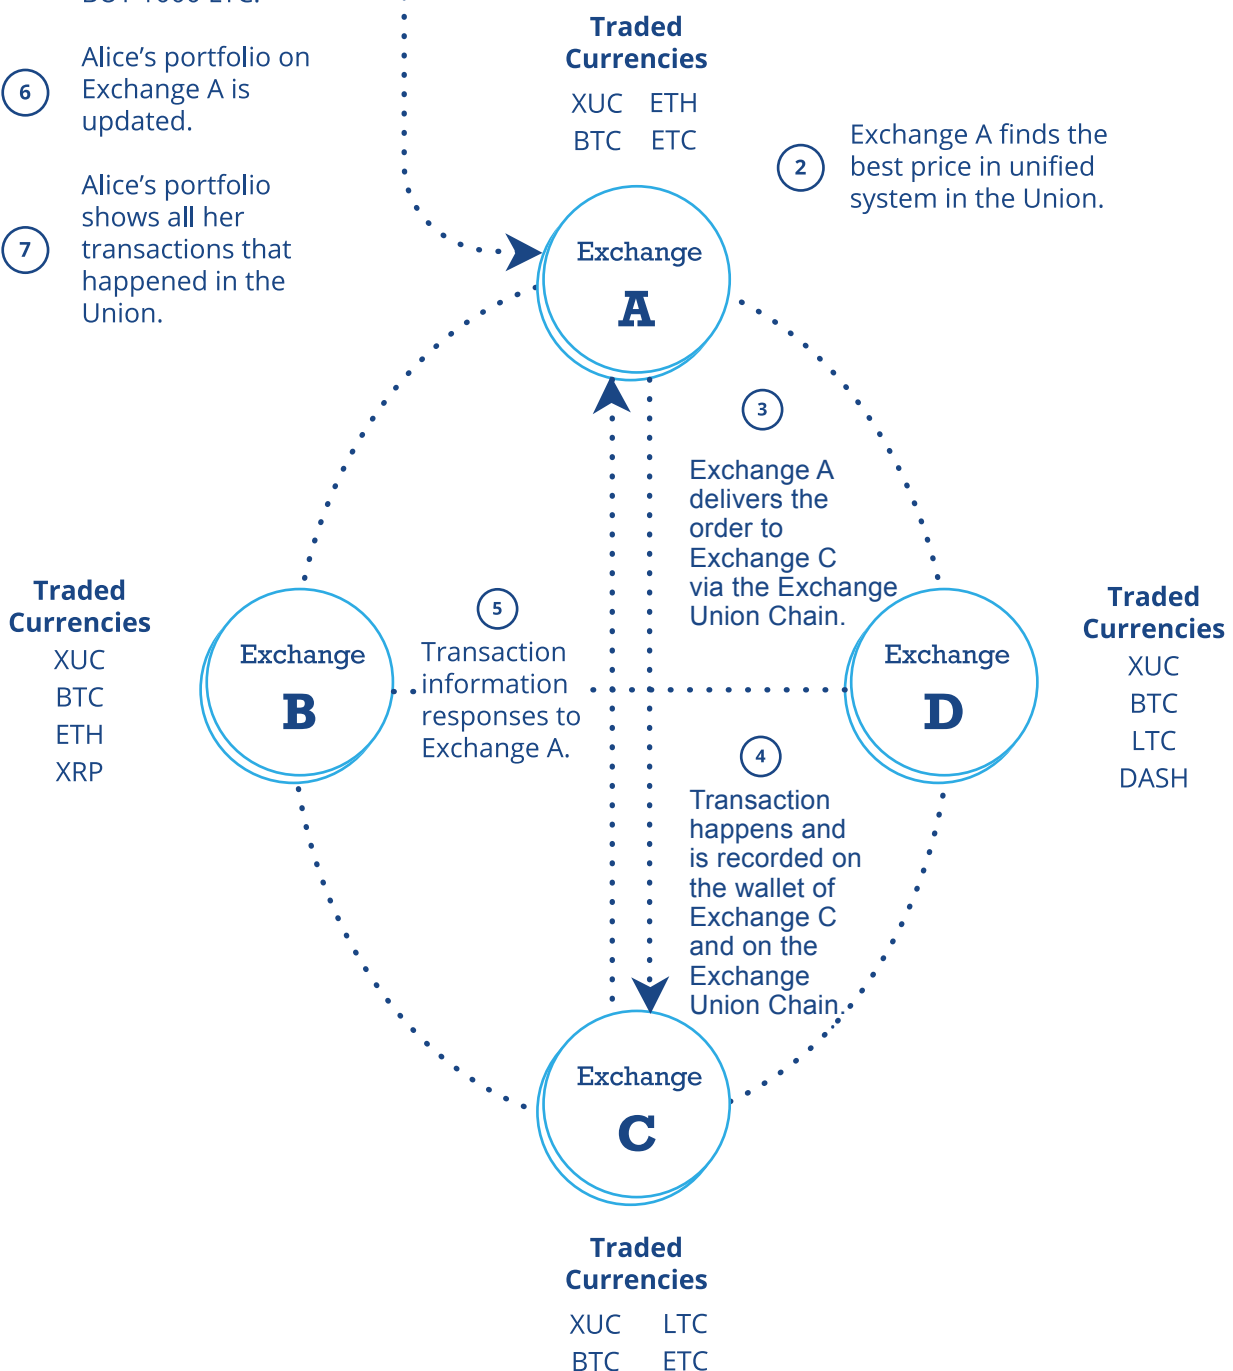 BUY 1000 ETC.
6
Alice's portfolio on
Exchange A is
updated.
7
Alice's portfolio
shows all her
transactions that
happened in the
Union.
Traded
Currencies
XUC ETH
BTC ETC
2
Exchange A finds the
best price in unified
system in the Union.
Exchange
A
3
Exchange A
delivers the
order to
Exchange C
via the Exchange
Union Chain.
Traded
Currencies
XUC
BTC
ETH
XRP
Exchange
B
5
Transaction
information
responses to
Exchange A.
Exchange
D
Traded
Currencies
XUC
BTC
LTC
DASH
4
Transaction
happens and
is recorded on
the wallet of
Exchange C
and on the
Exchange
Union Chain.
Exchange
C
Traded
Currencies
XUC LTC
BTC ETC